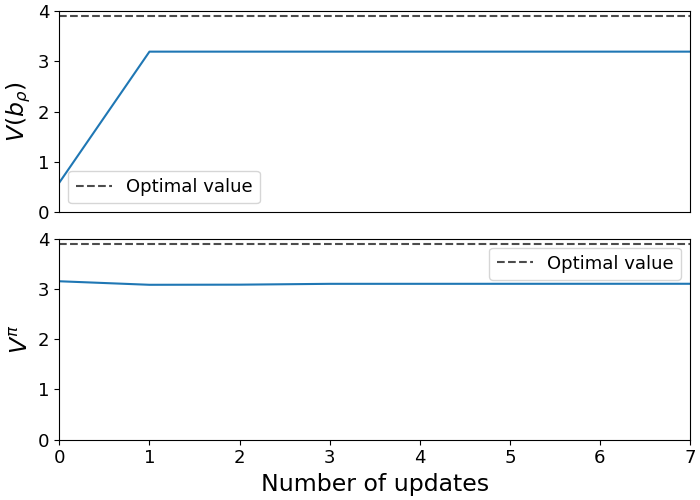 4
3
2
1
0
V(b_ρ)
Optimal value
4
3
2
1
0
V^π
Optimal value
0 1 2 3 4 5 6 7
Number of updates